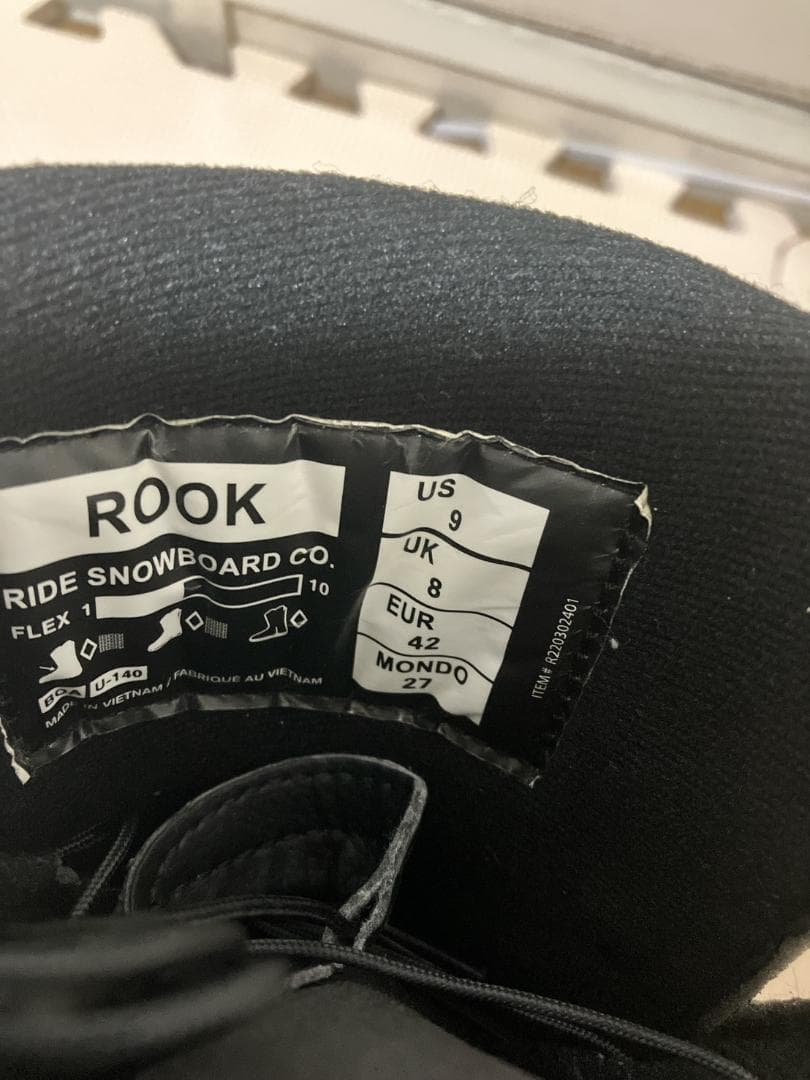 ROOK
RIDE SNOWBOARD CO.
FLEX 1 10
BOA U-140
MADE IN VIETNAM / FABRIQUE AU VIETNAM
US
9
UK
8
EUR
42
MONDO
27
ITEM# R220302401